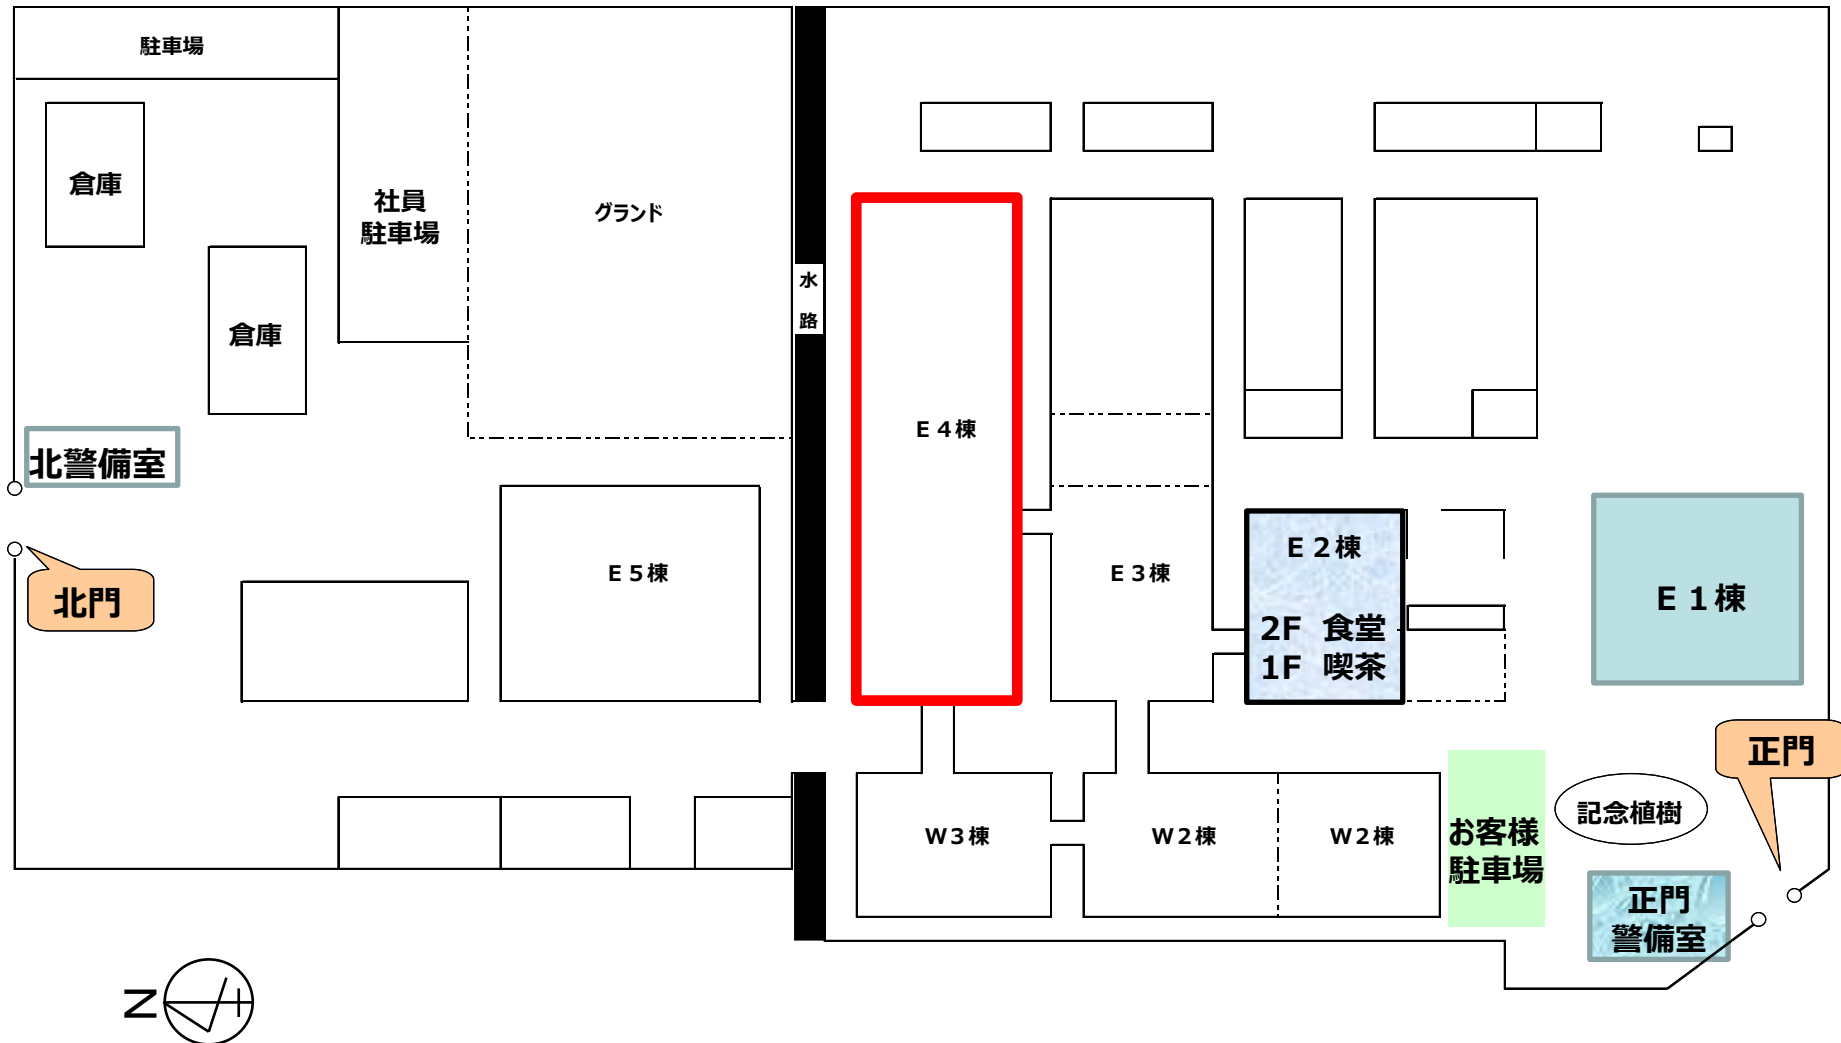 駐車場
倉庫
社員
駐車場
グランド
水
路
倉庫
E4棟
北警備室
E5棟
E3棟
E2棟
2F 食堂
1F 喫茶
E1棟
北門
正門
W3棟
W2棟
W2棟
お客様
駐車場
記念植樹
正門
警備室
N